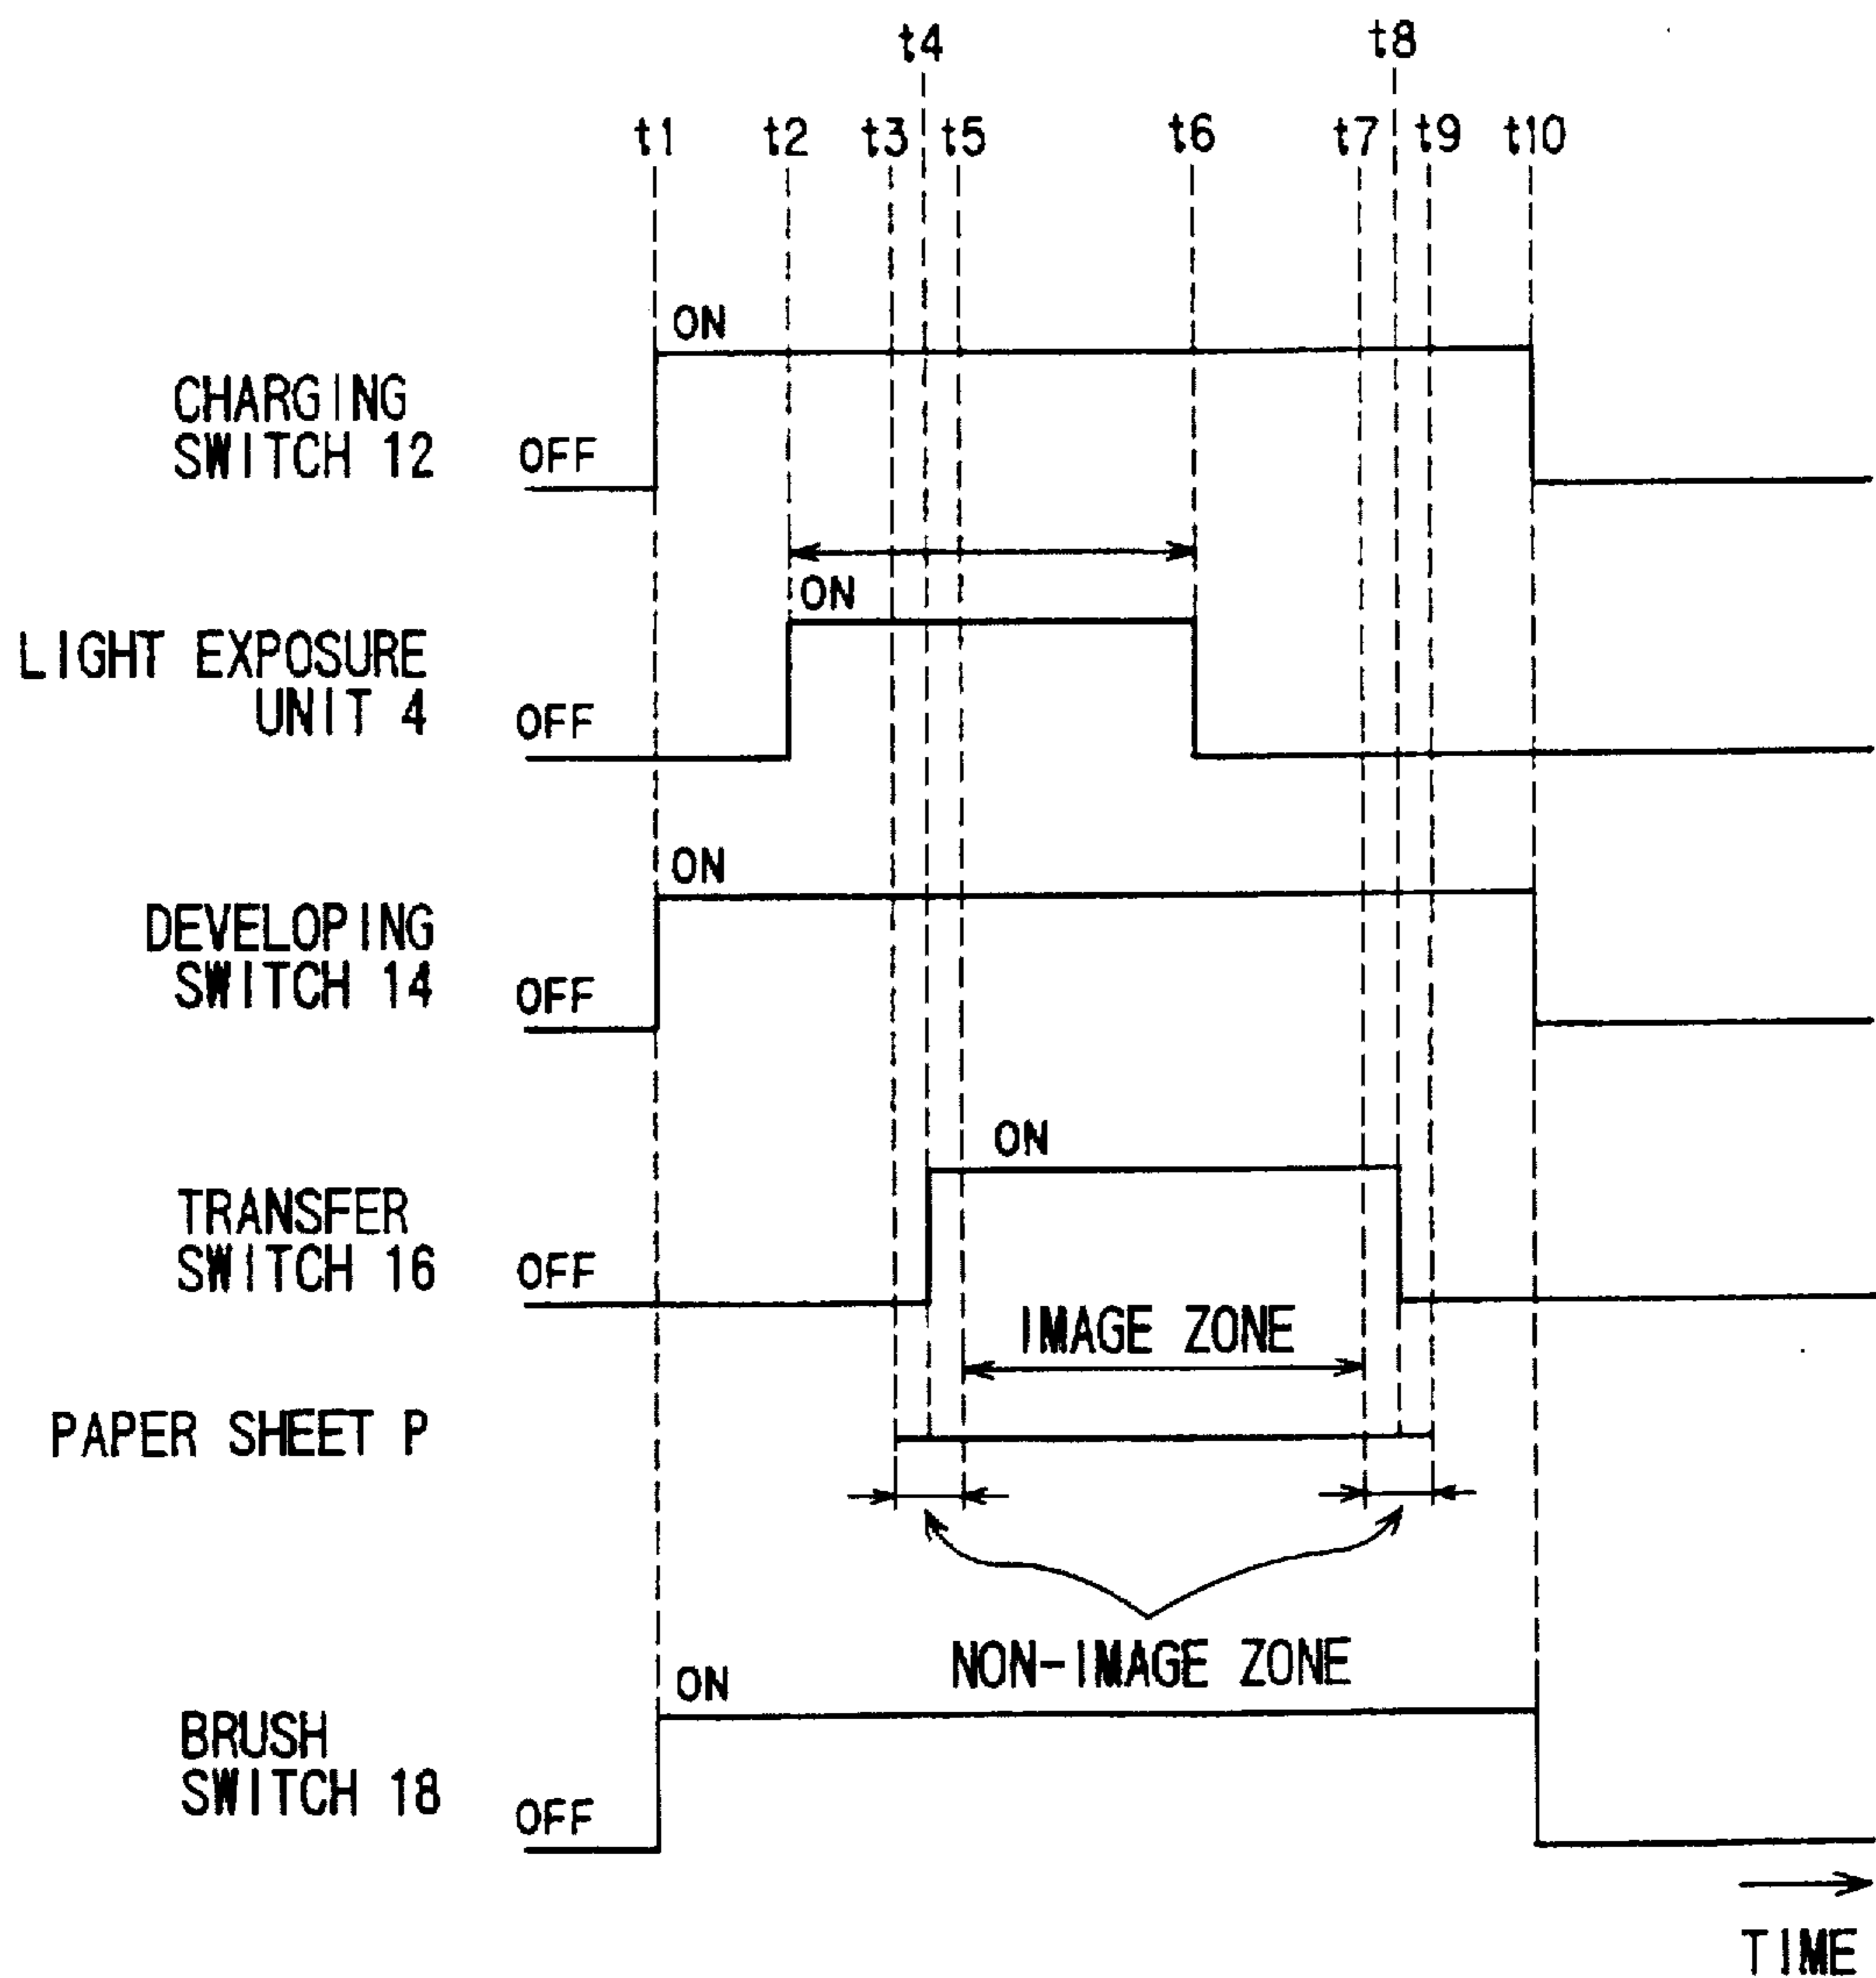 t4 t8
t1 t2 t3 t5 t6 t7 t9 t10
ON
CHARGING
SWITCH 12
OFF
ON
LIGHT EXPOSURE
UNIT 4
OFF
ON
DEVELOPING
SWITCH 14
OFF
ON
TRANSFER
SWITCH 16
OFF
IMAGE ZONE
PAPER SHEET P
NON-IMAGE ZONE
ON
BRUSH
SWITCH 18
OFF
TIME